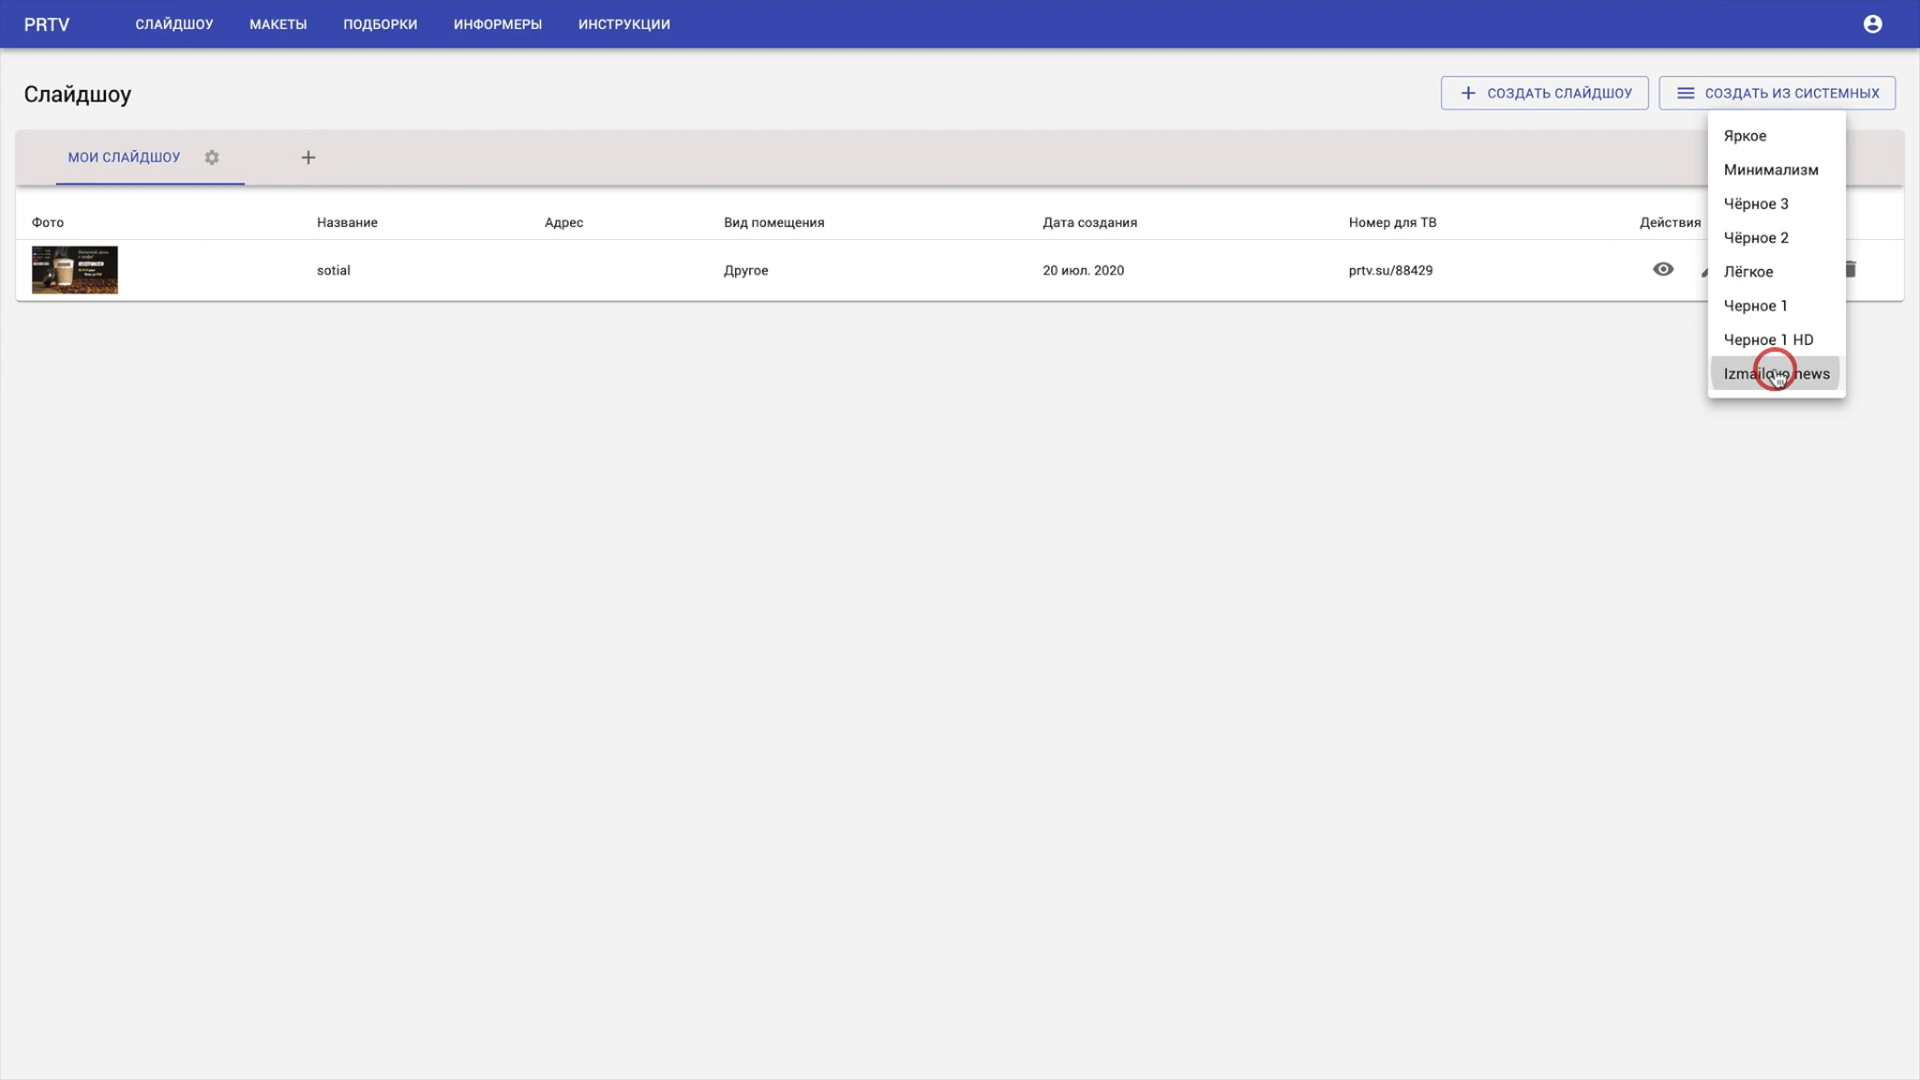 PRTV СЛАЙДШОУ МАКЕТЫ ПОДБОРКИ ИНФОРМЕРЫ ИНСТРУКЦИИ
Слайдшоу
СОЗДАТЬ СЛАЙДШОУ
СОЗДАТЬ ИЗ СИСТЕМНЫХ
МОИ СЛАЙДШОУ
Фото Название Адрес Вид помещения Дата создания Номер для ТВ Действия
sotial Другое 20 июл. 2020 prtv.su/88429
Яркое
Минимализм
Чёрное 3
Чёрное 2
Лёгкое
Черное 1
Черное 1 HD
Izmailovo news